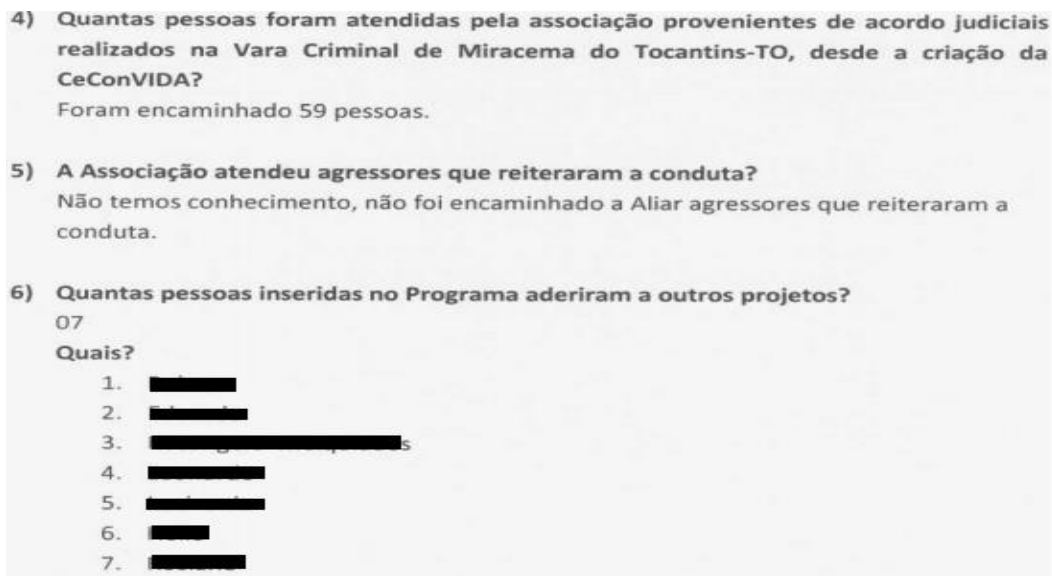 4) Quantas pessoas foram atendidas pela associação provenientes de acordo judiciais
realizados na Vara Criminal de Miracema do Tocantins-TO, desde a criação da
CeConVIDA?
Foram encaminhado 59 pessoas.
5) A Associação atendeu agressores que reiteraram a conduta?
Não temos conhecimento, não foi encaminhado a Aliar agressores que reiteraram a
conduta.
6) Quantas pessoas inseridas no Programa aderiram a outros projetos?
07
Quais?
1.
2.
3.
4.
5.
6.
7.